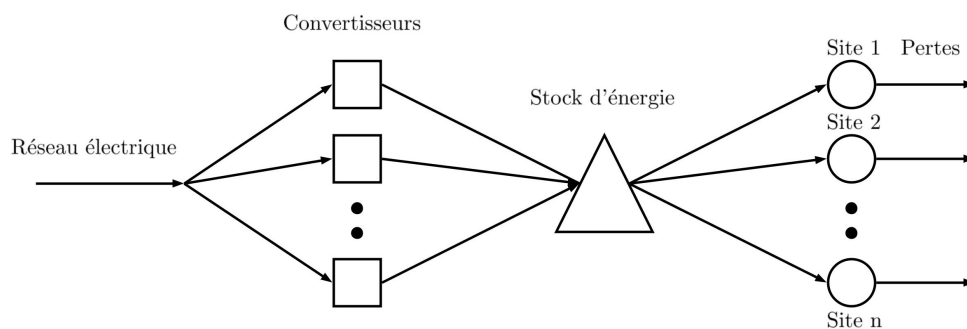 Convertisseurs
Site 1
Pertes
Stock d'énergie
Site 2
Réseau électrique
Site n